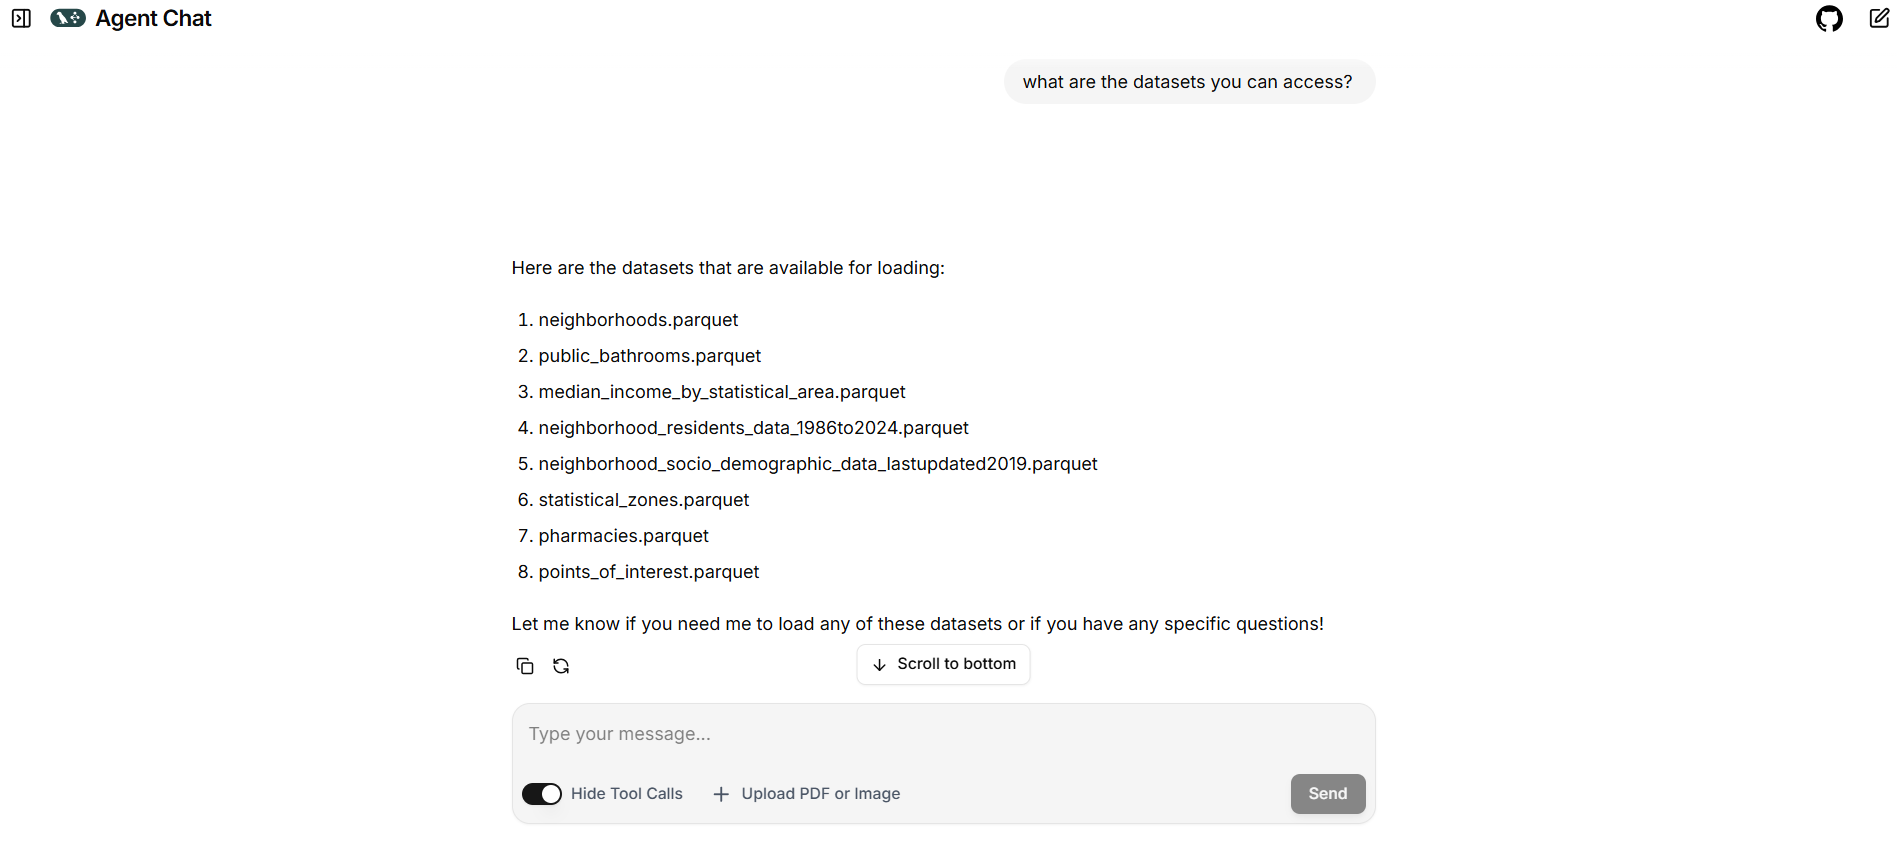 Agent Chat
what are the datasets you can access?
Here are the datasets that are available for loading:
1. neighborhoods.parquet
2. public_bathrooms.parquet
3. median_income_by_statistical_area.parquet
4. neighborhood_residents_data_1986to2024.parquet
5. neighborhood_socio_demographic_data_lastupdated2019.parquet
6. statistical_zones.parquet
7. pharmacies.parquet
8. points_of_interest.parquet
Let me know if you need me to load any of these datasets or if you have any specific questions!
Scroll to bottom
Type your message...
Hide Tool Calls
Upload PDF or Image
Send